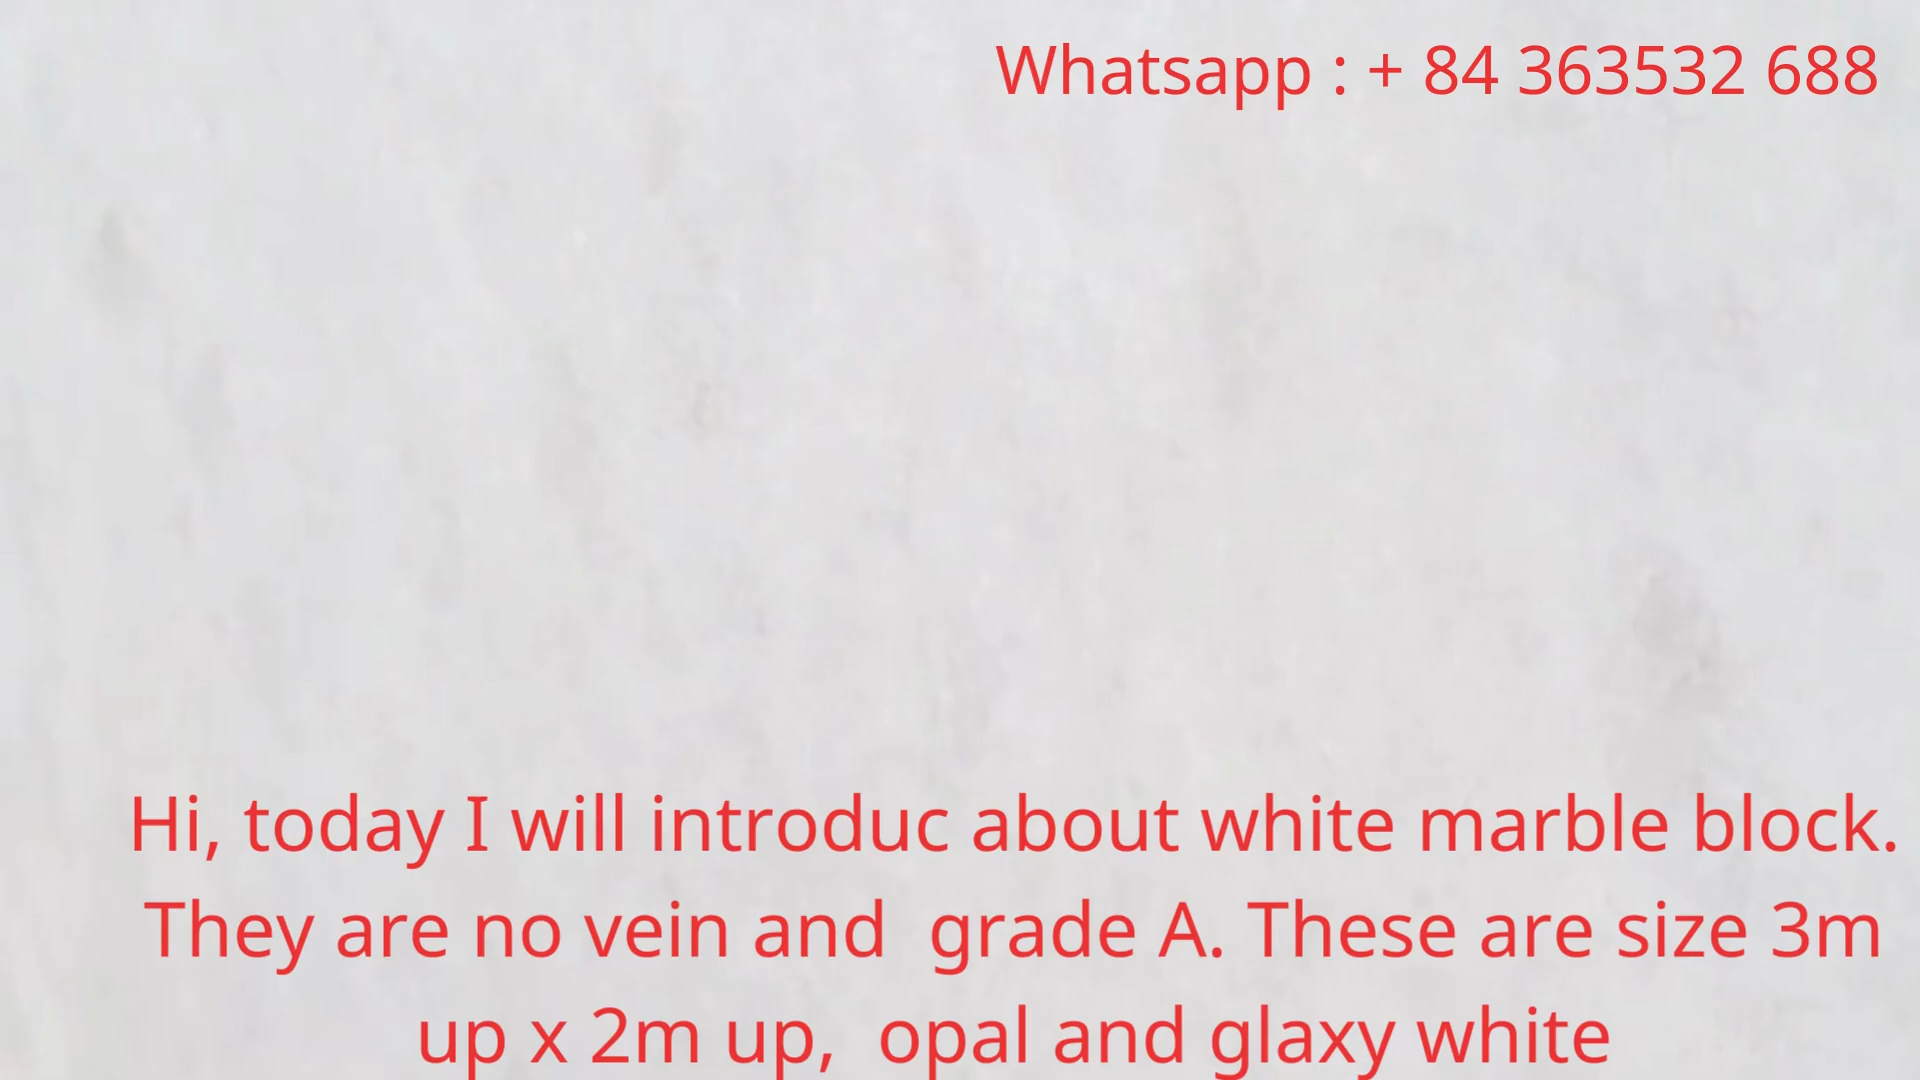 Whatsapp : + 84 363532 688
Hi, today I will introduc about white marble block.
They are no vein and  grade A. These are size 3m
up x 2m up,  opal and glaxy white